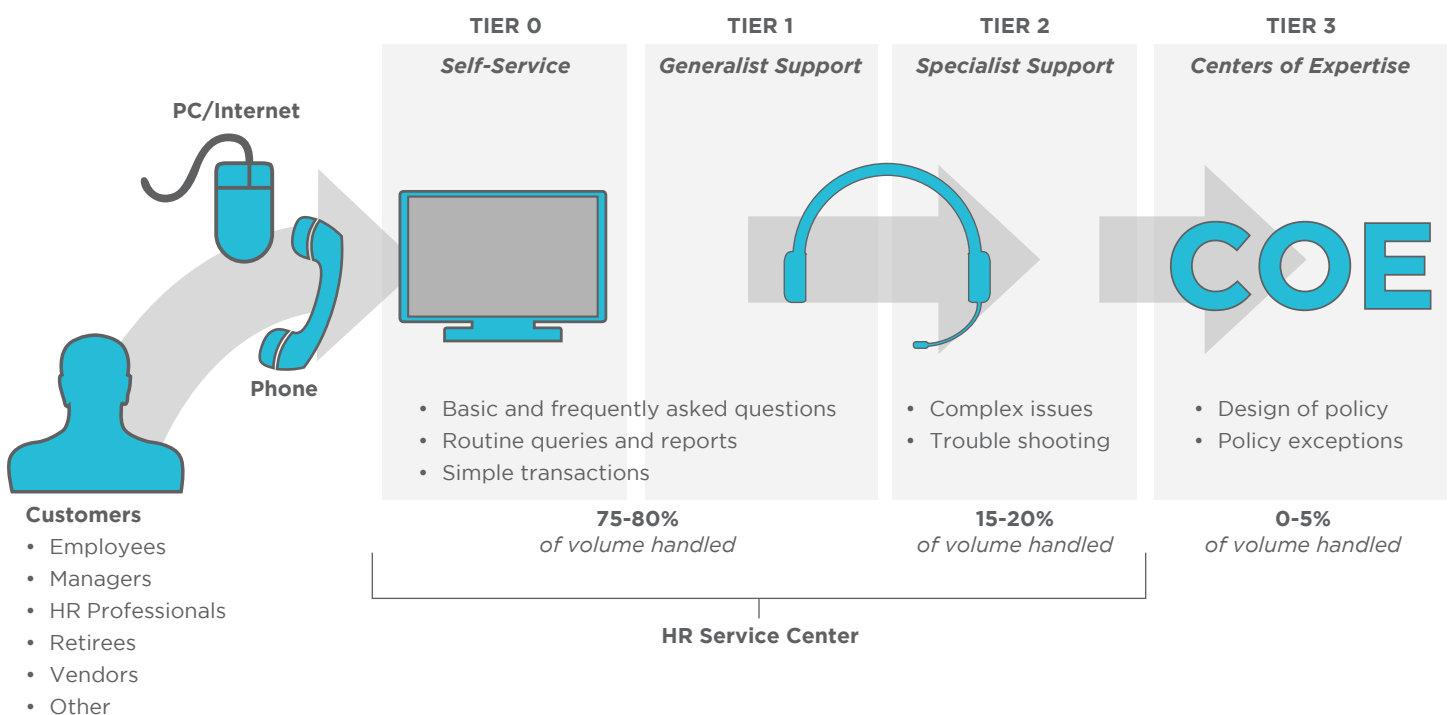 TIER 0
TIER 1
TIER 2
TIER 3
Self-Service
Generalist Support
Specialist Support
Centers of Expertise
PC/Internet
Phone
COE
• Basic and frequently asked questions
• Routine queries and reports
• Simple transactions
• Complex issues
• Trouble shooting
• Design of policy
• Policy exceptions
Customers
• Employees
• Managers
• HR Professionals
• Retirees
• Vendors
• Other
75-80%
of volume handled
15-20%
of volume handled
0-5%
of volume handled
HR Service Center